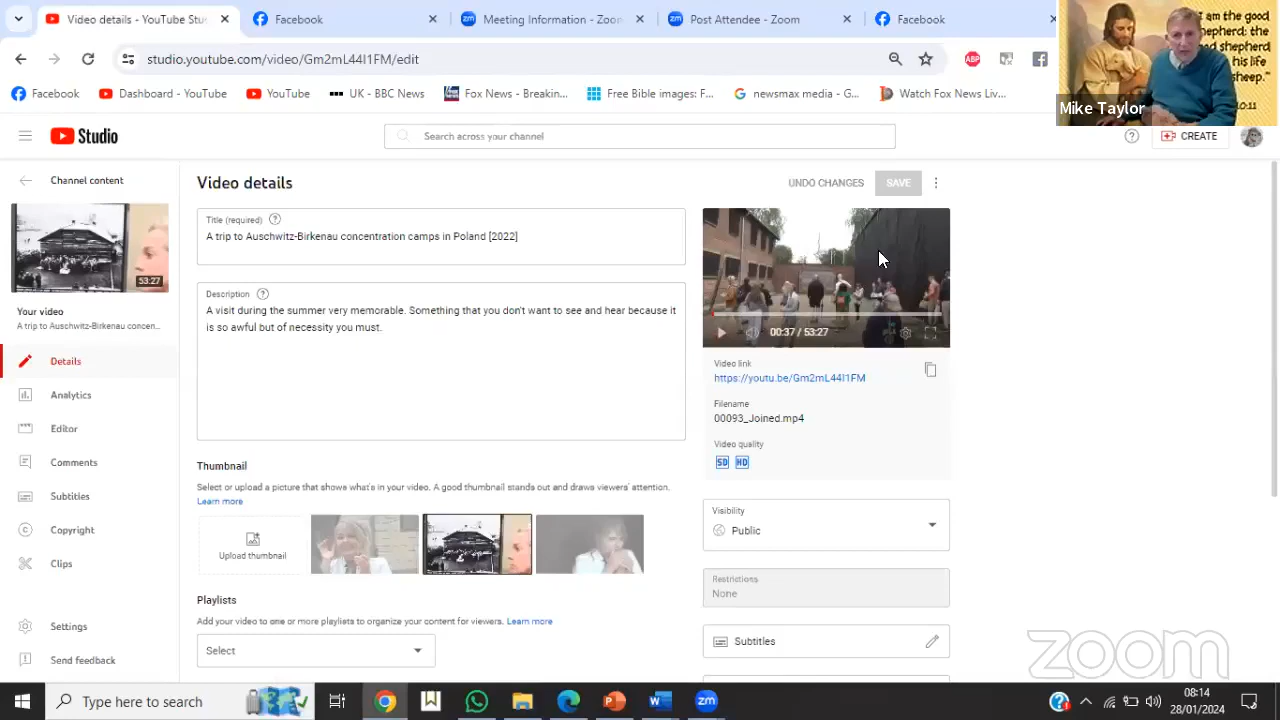 Video details - YouTube Stu
Facebook
Meeting Information - Zoo
Post Attendee - Zoom
Facebook
studio.youtube.com/video/Gm2mL44I1FM/edit
ABP
Facebook
Dashboard - YouTube
YouTube
UK - BBC News
Fox News - Breakin...
Free Bible images: F...
newsmax media - G...
Watch Fox News Livi...
I am the good
shepherd: the
shepherd
his life
sheep."
10:11
Mike Taylor
Studio
Search across your channel
CREATE
Channel content
Video details
UNDO CHANGES
SAVE
Title (required)
A trip to Auschwitz-Birkenau concentration camps in Poland [2022]
53:27
Description
A visit during the summer very memorable. Something that you don't want to see and hear because it
is so awful but of necessity you must.
Your video
A trip to Auschwitz-Birkenau concen...
00:37 / 53:27
Details
Analytics
Editor
Comments
Subtitles
Copyright
Clips
Settings
Send feedback
Video link
https://youtu.be/Gm2mL44I1FM
Filename
00093_Joined.mp4
Video quality
SD HD
Thumbnail
Select or upload a picture that shows what's in your video. A good thumbnail stands out and draws viewers' attention.
Learn more
Upload thumbnail
Visibility
Public
Restrictions
None
Subtitles
Playlists
Add your video to one or more playlists to organize your content for viewers. Learn more
Select
zoom
Type here to search
08:14
28/01/2024